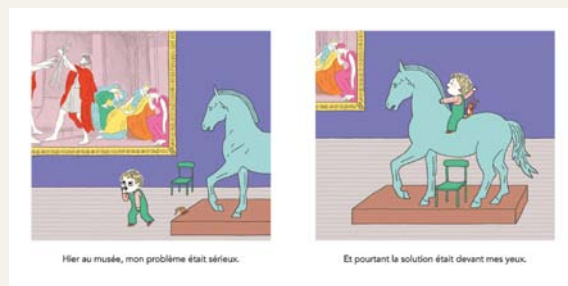 Hier au musée, mon problème était sérieux.
Et pourtant la solution était devant mes yeux.